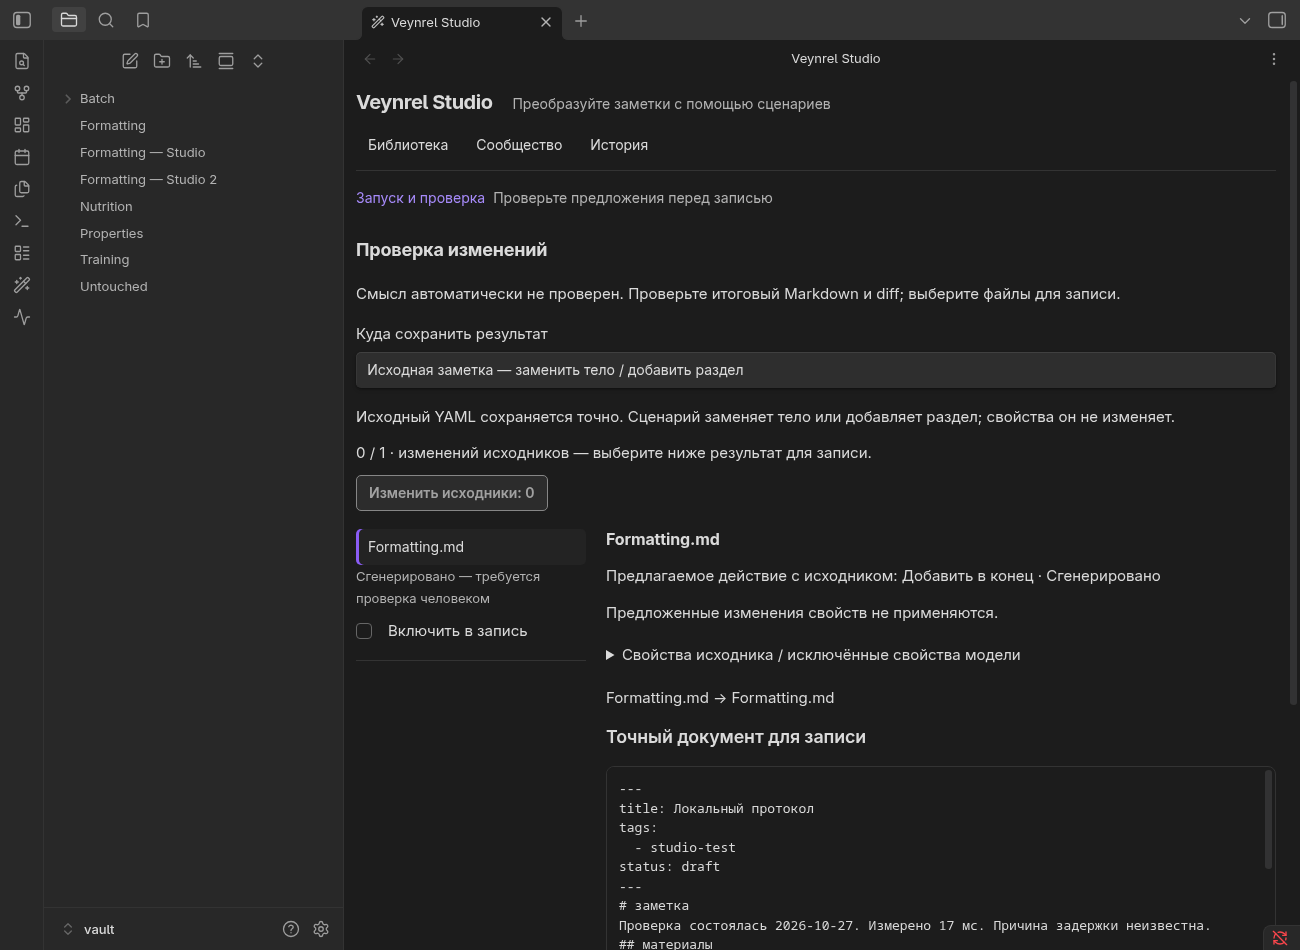 Veynrel Studio
Veynrel Studio
Batch
Formatting
Formatting — Studio
Formatting — Studio 2
Nutrition
Properties
Training
Untouched
vault
Veynrel Studio Преобразуйте заметки с помощью сценариев
Библиотека Сообщество История
Запуск и проверка Проверьте предложения перед записью
Проверка изменений
Смысл автоматически не проверен. Проверьте итоговый Markdown и diff; выберите файлы для записи.
Куда сохранить результат
Исходная заметка — заменить тело / добавить раздел
Исходный YAML сохраняется точно. Сценарий заменяет тело или добавляет раздел; свойства он не изменяет.
0 / 1 · изменений исходников — выберите ниже результат для записи.
Изменить исходники: 0
Formatting.md
Сгенерировано — требуется
проверка человеком
Включить в запись
Formatting.md
Предлагаемое действие с исходником: Добавить в конец · Сгенерировано
Предложенные изменения свойств не применяются.
Свойства исходника / исключённые свойства модели
Formatting.md → Formatting.md
Точный документ для записи
---
title: Локальный протокол
tags:
- studio-test
status: draft
---
# заметка
Проверка состоялась 2026-10-27. Измерено 17 мс. Причина задержки неизвестна.
## материалы